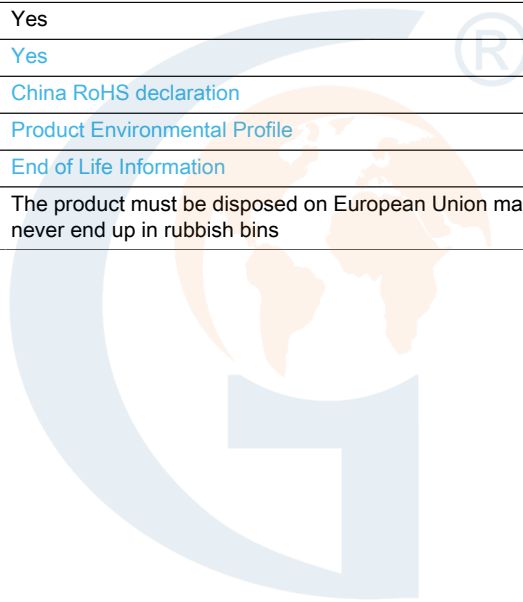 Yes
Yes
China RoHS declaration
Product Environmental Profile
End of Life Information
The product must be disposed on European Union ma
never end up in rubbish bins
®